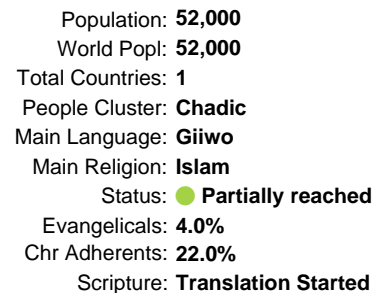 Population: 52,000
World Popl: 52,000
Total Countries: 1
People Cluster: Chadic
Main Language: Giiwo
Main Religion: Islam
Status: Partially reached
Evangelicals: 4.0%
Chr Adherents: 22.0%
Scripture: Translation Started